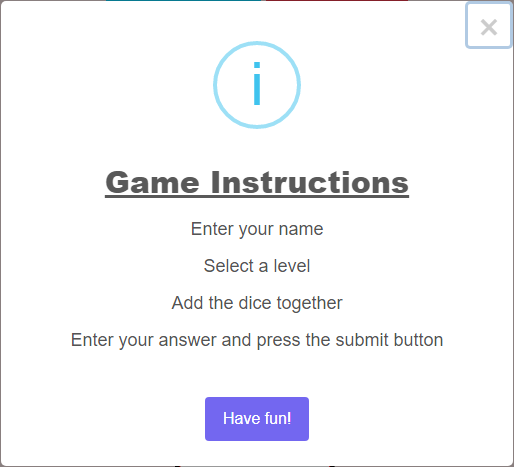 ×
i
Game Instructions
Enter your name
Select a level
Add the dice together
Enter your answer and press the submit button
Have fun!